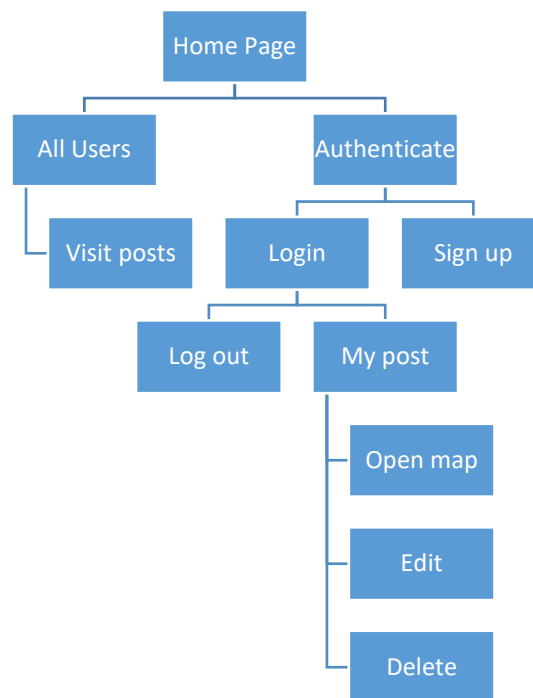 Home Page
All Users
Authenticate
Visit posts
Login
Sign up
Log out
My post
Open map
Edit
Delete